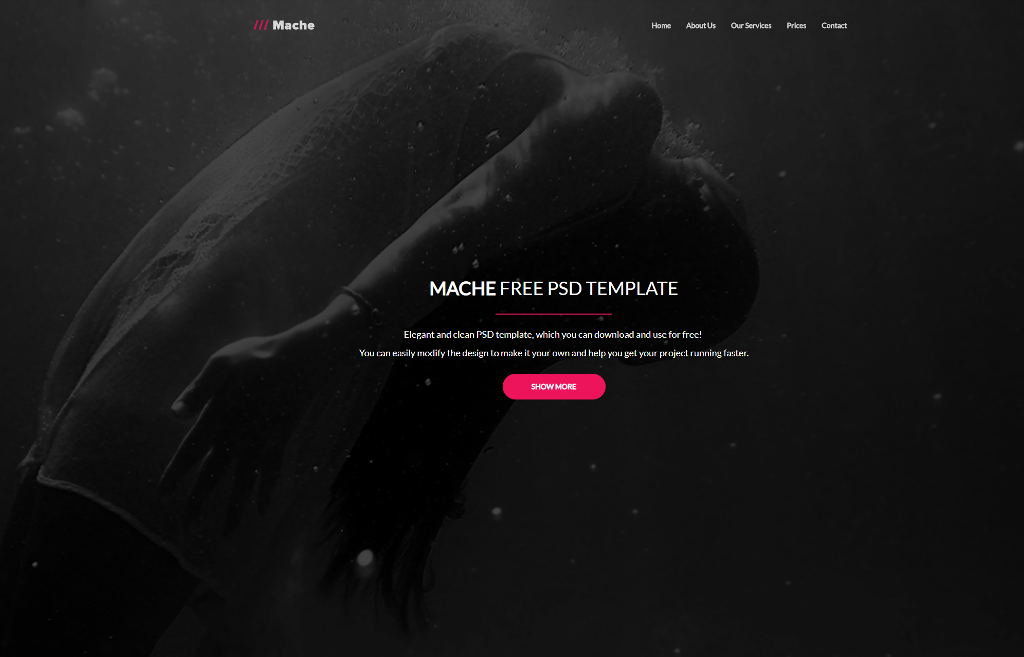 /// Mache
Home About Us Our Services Prices Contact
MACHE FREE PSD TEMPLATE
Elegant and clean PSD template, which you can download and use for free!
You can easily modify the design to make it your own and help you get your project running faster.
SHOW MORE